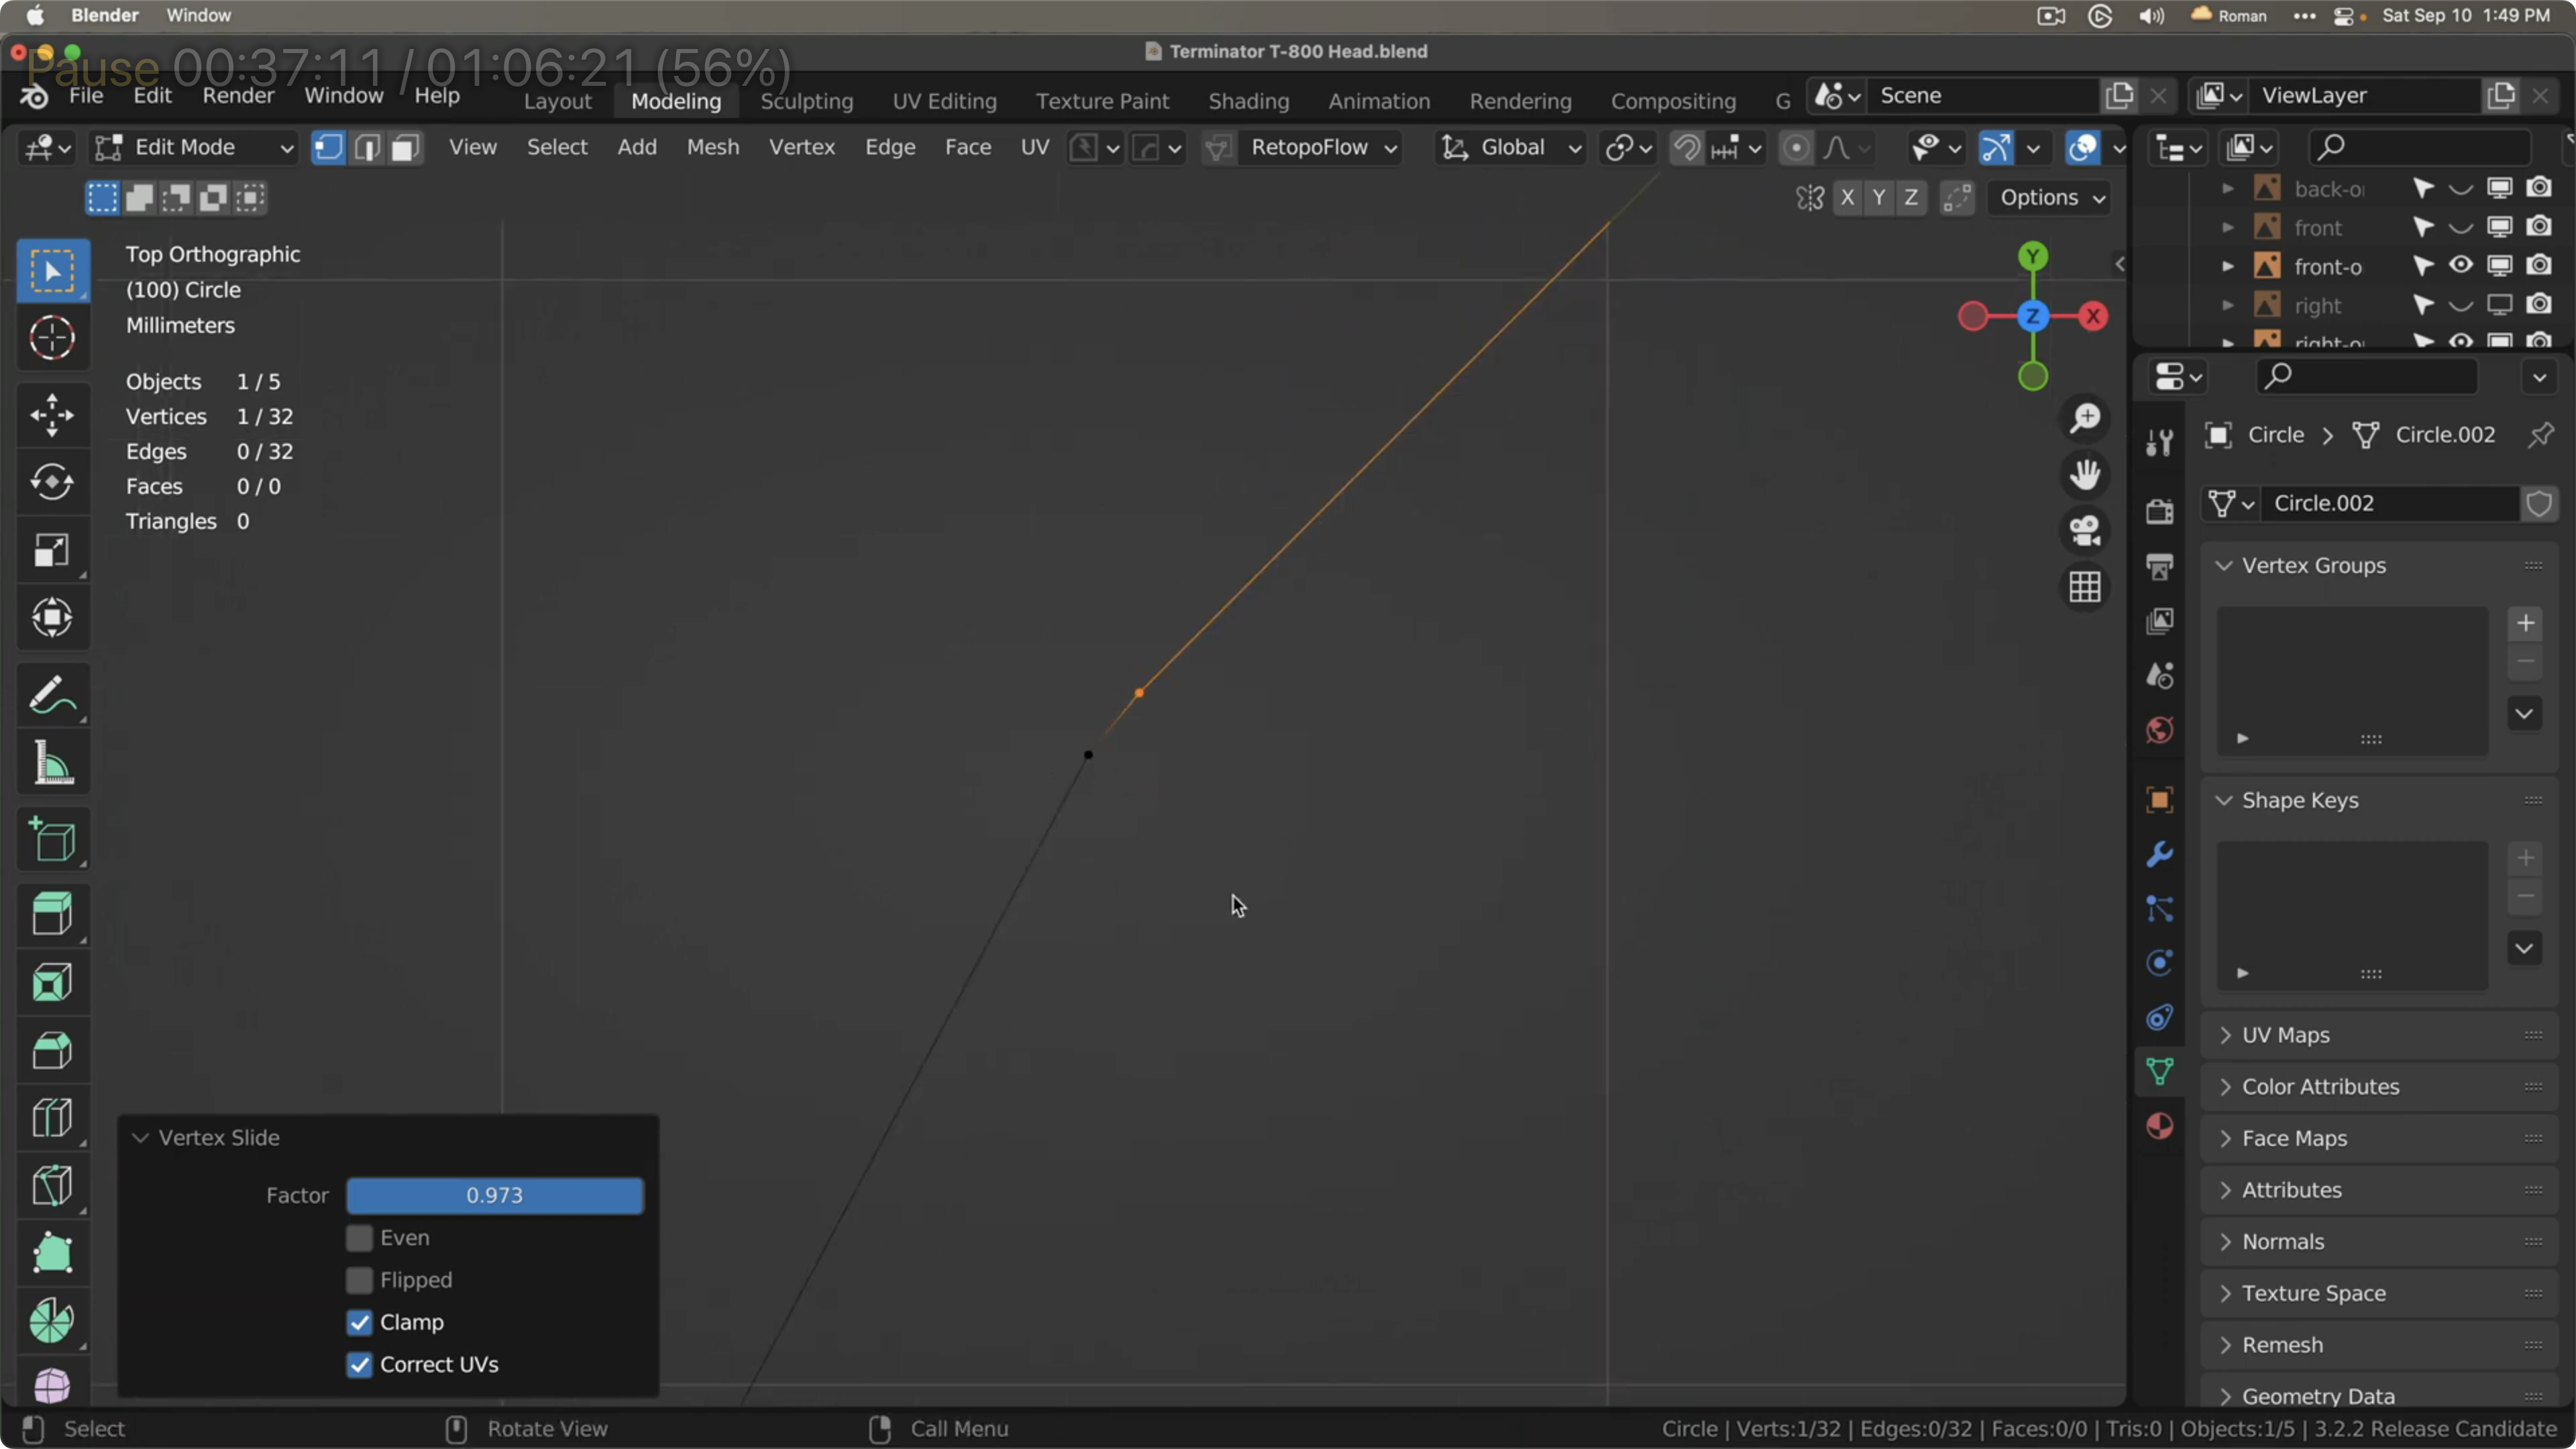 Blender Window
Roman ••• Sat Sep 10 1:49 PM
Terminator T-800 Head.blend
Pause 00:37:11 / 01:06:21 (56%)
File Edit Render Window Help Layout Modeling Sculpting UV Editing Texture Paint Shading Animation Rendering Compositing G Scene ViewLayer
Edit Mode View Select Add Mesh Vertex Edge Face UV RetopoFlow Global
X Y Z Options
back-o
front
front-o
right
right-o
Top Orthographic
(100) Circle
Millimeters
Objects 1 / 5
Vertices 1 / 32
Edges 0 / 32
Faces 0 / 0
Triangles 0
Y
Z X
Circle > Circle.002
Circle.002
Vertex Groups
Shape Keys
UV Maps
Color Attributes
Face Maps
Attributes
Normals
Texture Space
Remesh
Geometry Data
Vertex Slide
Factor 0.973
Even
Flipped
Clamp
Correct UVs
Select Rotate View Call Menu
Circle | Verts:1/32 | Edges:0/32 | Faces:0/0 | Tris:0 | Objects:1/5 | 3.2.2 Release Candidate